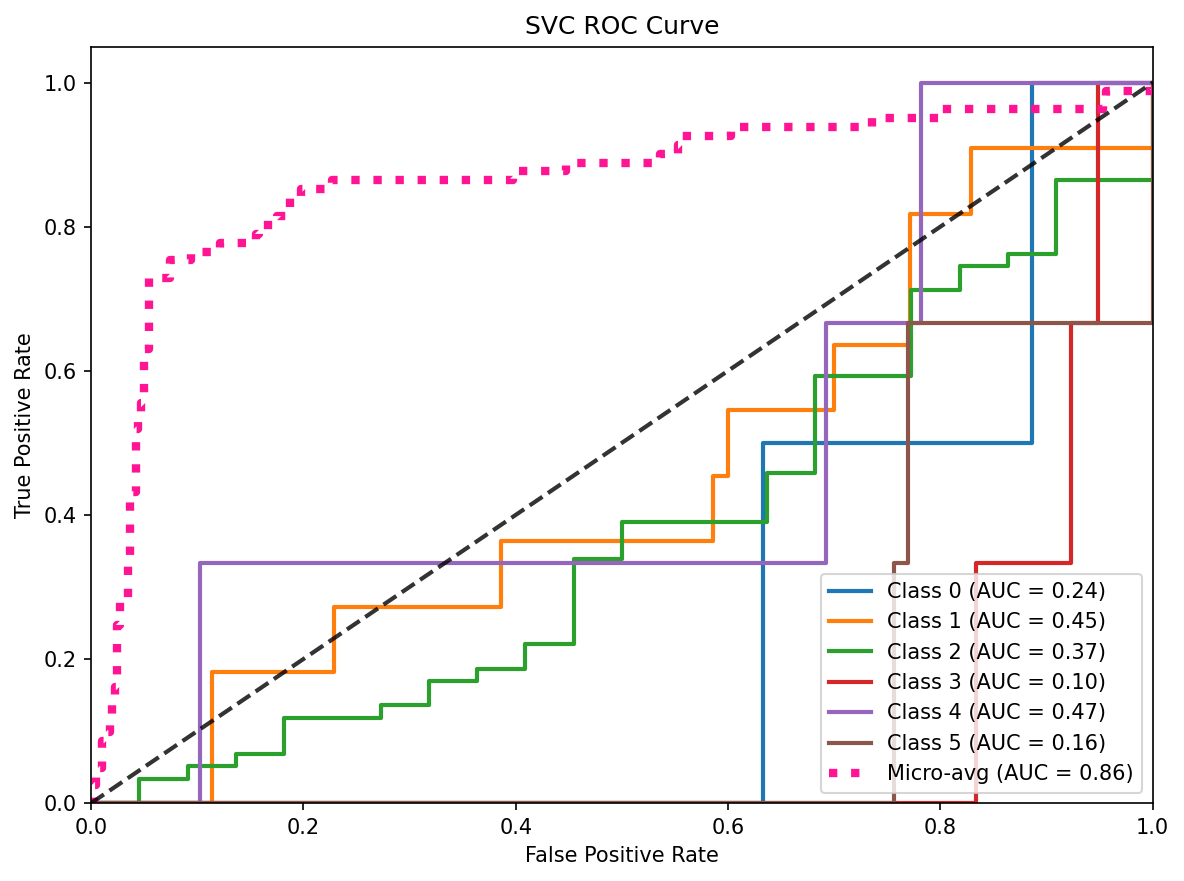 SVC ROC Curve
True Positive Rate
1.0
0.8
0.6
0.4
0.2
0.0
0.0
0.2
0.4
0.6
0.8
1.0
False Positive Rate
Class 0 (AUC = 0.24)
Class 1 (AUC = 0.45)
Class 2 (AUC = 0.37)
Class 3 (AUC = 0.10)
Class 4 (AUC = 0.47)
Class 5 (AUC = 0.16)
Micro-avg (AUC = 0.86)